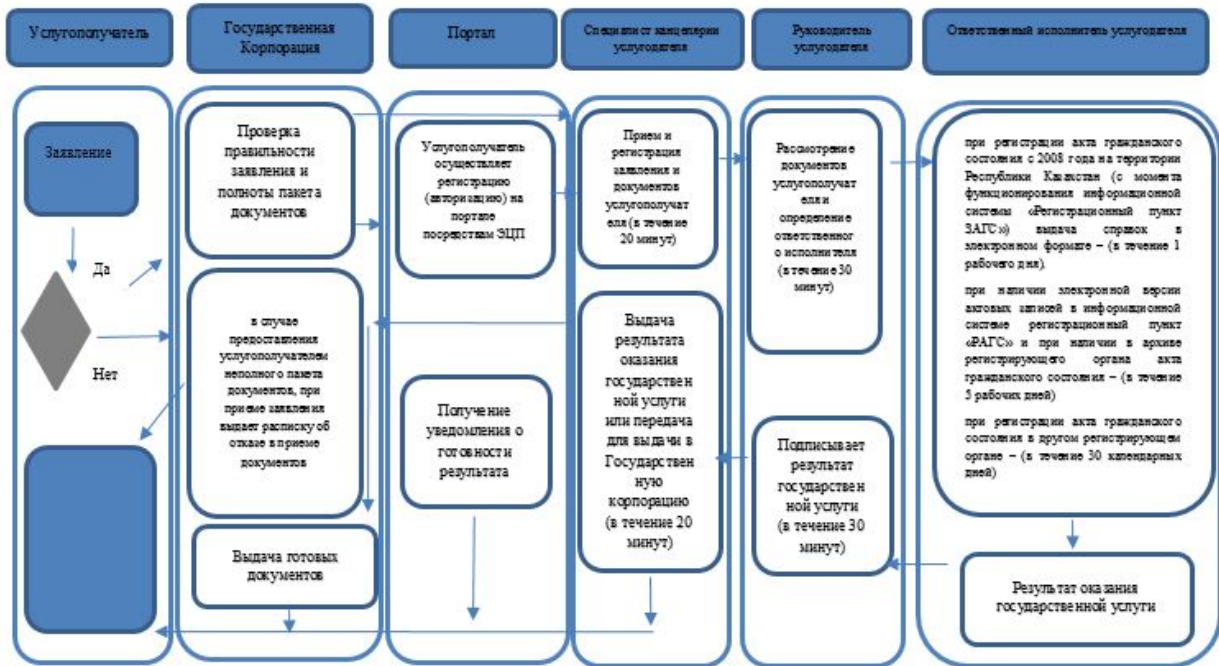 Услугополучатель
Государственная
Корпорация
Портал
Специалист канцелярии
услугодателя
Руководитель
услугодателя
Ответственный исполнитель услугодателя
Заявление
Да
Нет
Проверка
правильности
заявления и
полноты пакета
документов
в случае
предоставления
услугополучателем
неполного пакета
документов, при
приеме заявления
выдает расписку об
отказе в приеме
документов
Выдача готовых
документов
Услугополучатель
осуществляет
регистрацию
(авторизацию) на
портале
посредствам ЭЦП
Получение
уведомления о
готовности
результата
Прием и
регистрация
заявления и
документов
услугополучат
еля (в течение
20 минут)
Выдача
результата
оказания
государствен
ной услуги
или передача
для выдачи в
Государствен
ную
корпорацию
(в течение 20
минут)
Рассмотрение
документов
услугополучат
еля и
определение
ответственног
о исполнителя
(в течение 30
минут)
Подписывает
результат
государствен
ной услуги
(в течение 30
минут)
при регистрации акта гражданского
состояния с 2008 года на территории
Республики Казахстан (с момента
функционирования информационной
системы «Регистрационный пункт
ЗАГС») выдача справок в
электронном формате – (в течение 1
рабочего дня).
при наличии электронной версии
актовых записей в информационной
системе регистрационный пункт
«РАГС» и при наличии в архиве
регистрирующего органа акта
гражданского состояния – (в течение
5 рабочих дней)
при регистрации акта гражданского
состояния в другом регистрирующем
органе – (в течение 30 календарных
дней)
Результат оказания
государственной услуги